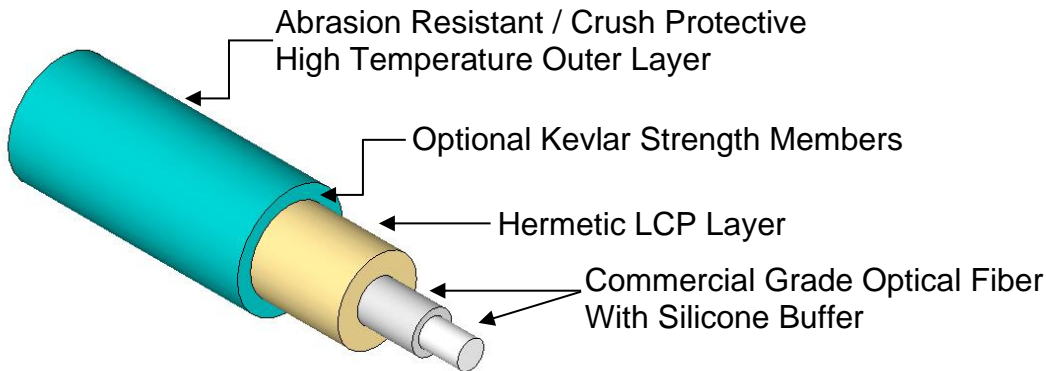 Abrasion Resistant / Crush Protective
High Temperature Outer Layer
Optional Kevlar Strength Members
Hermetic LCP Layer
Commercial Grade Optical Fiber
With Silicone Buffer